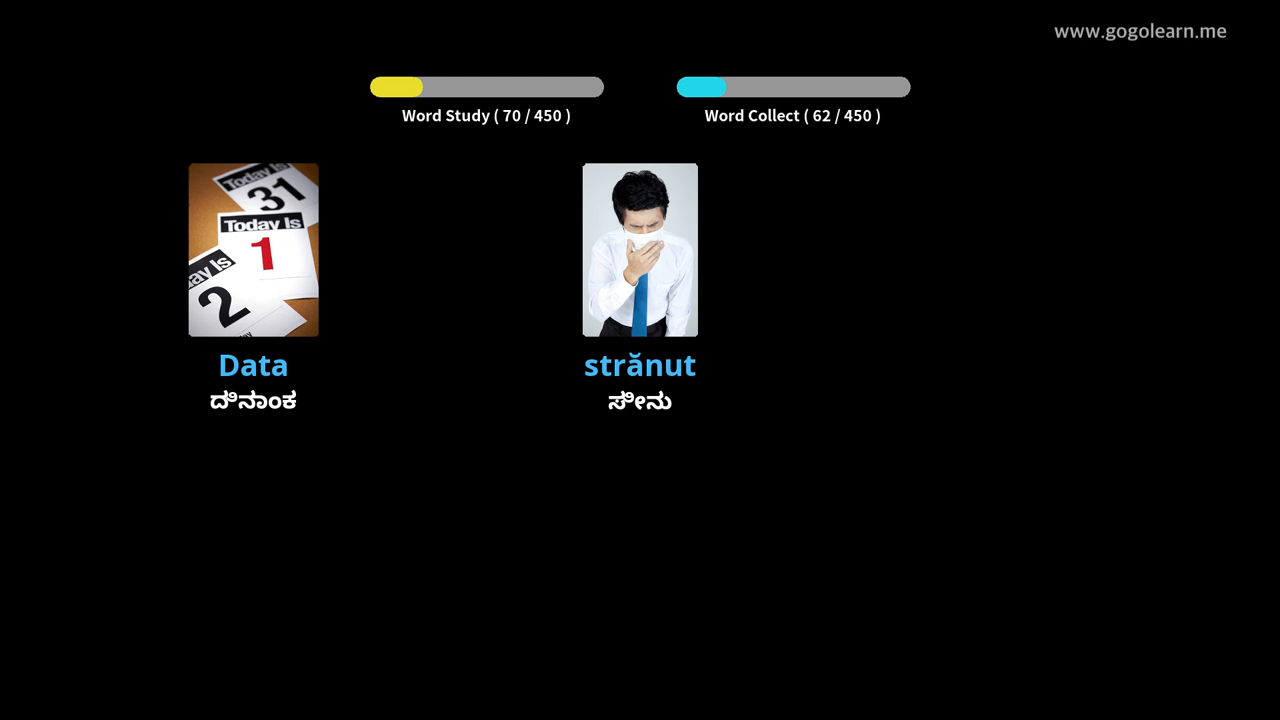 www.gogolearn.me
Word Study ( 70 / 450 )
Word Collect ( 62 / 450 )
Today Is
31
Today Is
1
ay Is
2
Data
ದಿನಾಂಕ
strănut
ಸೀನು